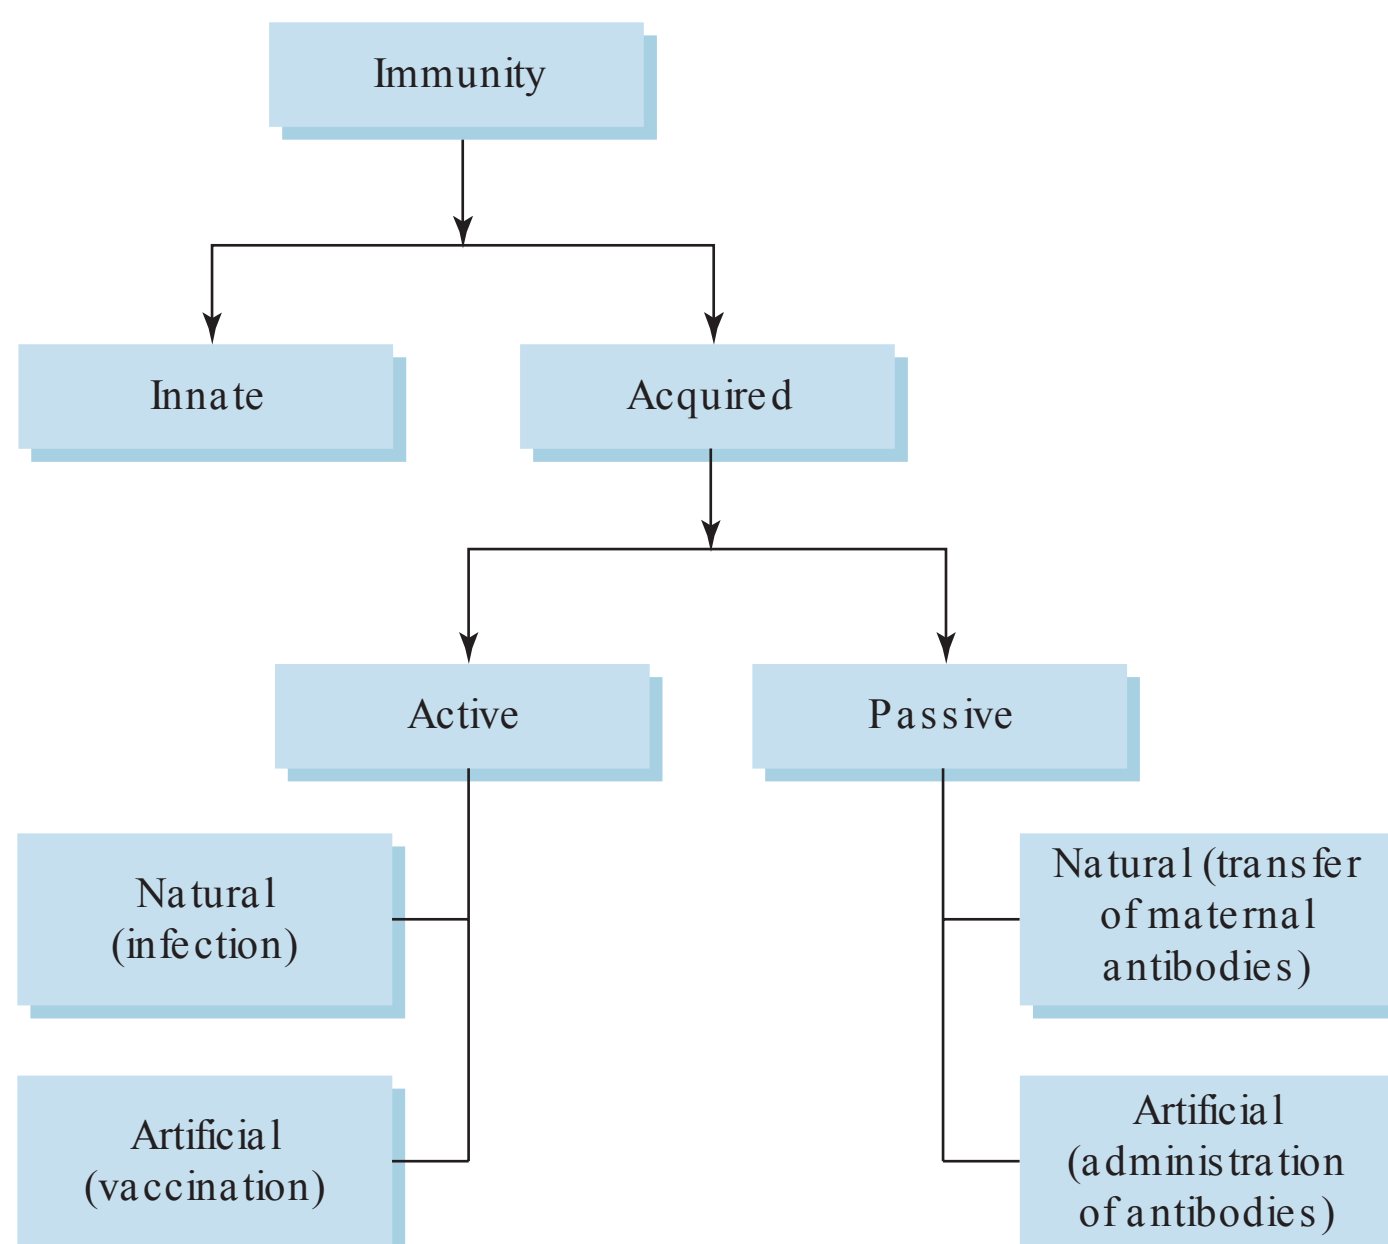 Immunity
Innate
Acquired
Active
Passive
Natural
(infection)
Natural (transfer
of maternal
antibodies)
Artificial
(vaccination)
Artificial
(administration
of antibodies)